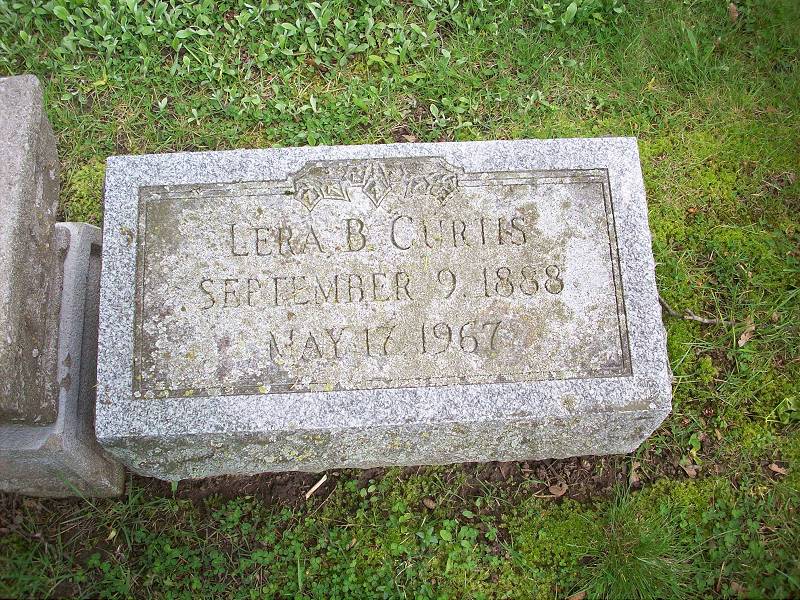 LERA B. CURTIS
SEPTEMBER 9, 1888
MAY 17, 1967